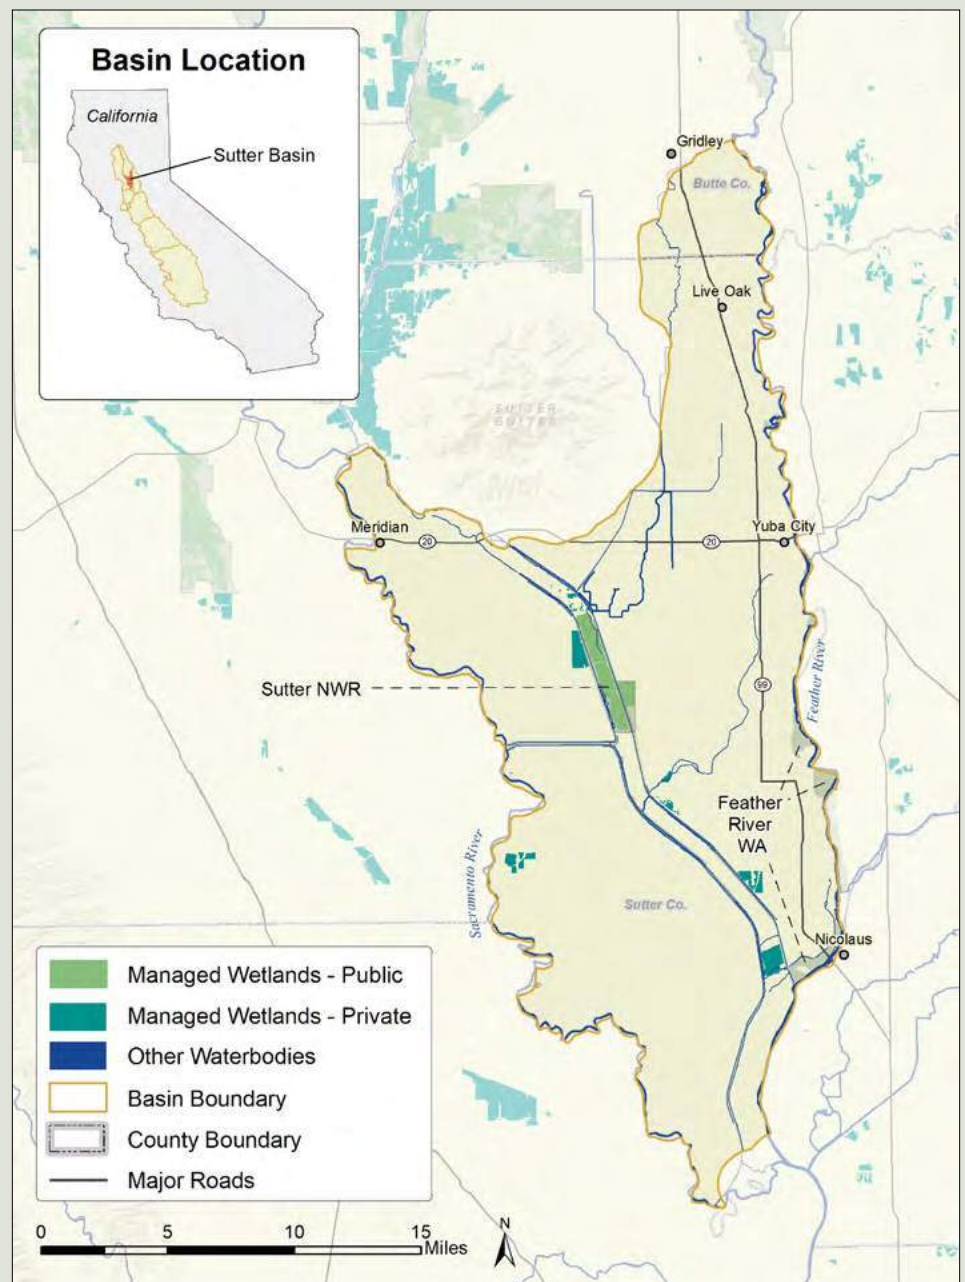 Basin Location
California
Sutter Basin
Gridley
Butte Co.
Live Oak
SUTTER
BUTTES
Meridian
20
20
Yuba City
Sutter NWR
99
Feather River
Feather
River
WA
Sacramento River
Sutter Co.
Nicolaus
Managed Wetlands - Public
Managed Wetlands - Private
Other Waterbodies
Basin Boundary
County Boundary
Major Roads
0 5 10 15
Miles
N